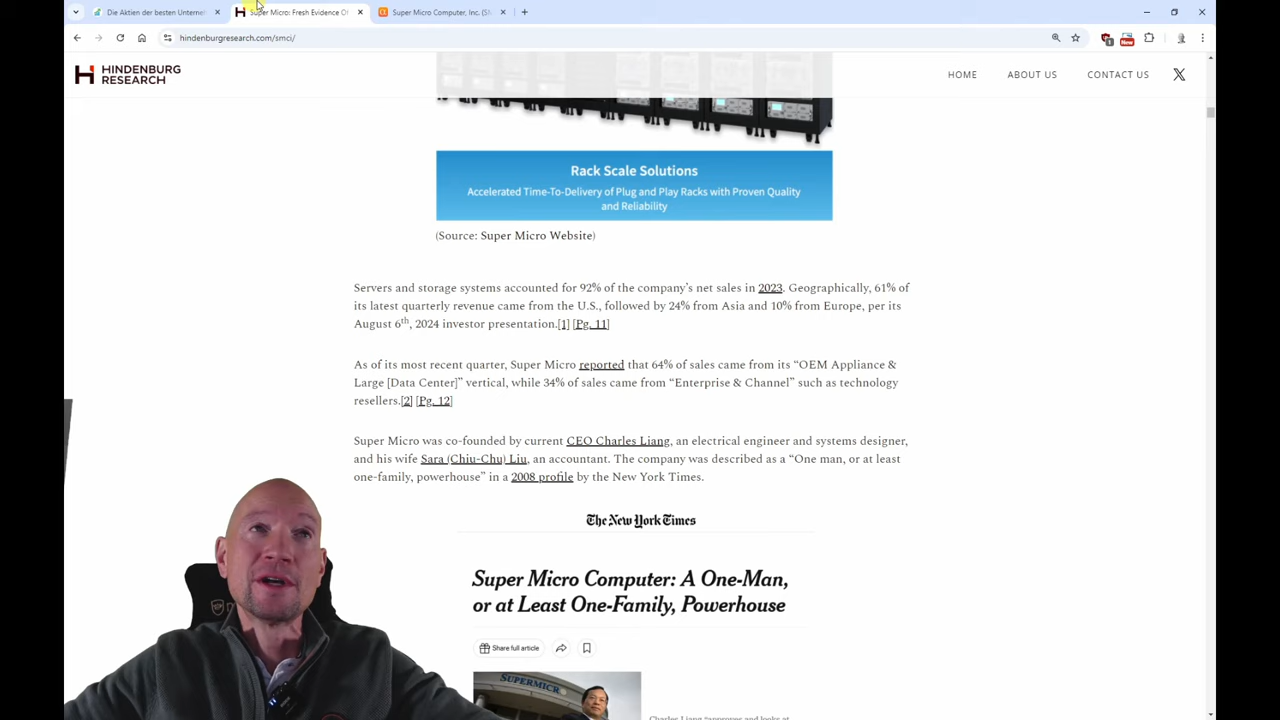 Die Aktien der besten Unterneh
Super Micro: Fresh Evidence Of
Super Micro Computer, Inc. (SM
hindenburgresearch.com/smci/
New
HINDENBURG
RESEARCH
HOME
ABOUT US
CONTACT US
Rack Scale Solutions
Accelerated Time-To-Delivery of Plug and Play Racks with Proven Quality
and Reliability
(Source: Super Micro Website)
Servers and storage systems accounted for 92% of the company's net sales in 2023. Geographically, 61% of
its latest quarterly revenue came from the U.S., followed by 24% from Asia and 10% from Europe, per its
August 6th, 2024 investor presentation.[1] [Pg. 11]
As of its most recent quarter, Super Micro reported that 64% of sales came from its “OEM Appliance &
Large [Data Center]” vertical, while 34% of sales came from “Enterprise & Channel” such as technology
resellers.[2] [Pg. 12]
Super Micro was co-founded by current CEO Charles Liang, an electrical engineer and systems designer,
and his wife Sara (Chiu-Chu) Liu, an accountant. The company was described as a “One man, or at least
one-family, powerhouse” in a 2008 profile by the New York Times.
The New York Times
Super Micro Computer: A One-Man,
or at Least One-Family, Powerhouse
Share full article
SUPERMICR